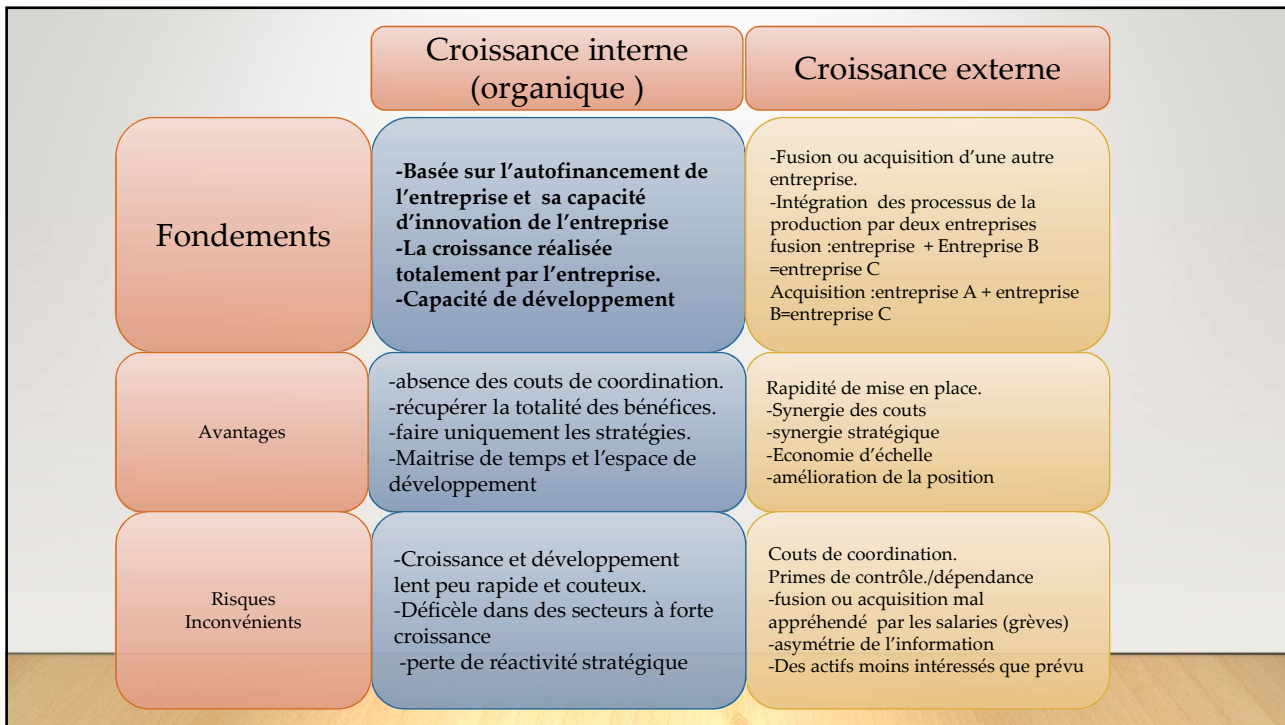 Croissance interne
(organique )
Croissance externe
Fondements
-Basée sur l’autofinancement de
l’entreprise et  sa capacité
d’innovation de l’entreprise
-La croissance réalisée
totalement par l’entreprise.
-Capacité de développement
-Fusion ou acquisition d’une autre
entreprise.
-Intégration  des processus de la
production par deux entreprises
fusion :entreprise  + Entreprise B
=entreprise C
Acquisition :entreprise A + entreprise
B=entreprise C
Avantages
-absence des couts de coordination.
-récupérer la totalité des bénéfices.
-faire uniquement les stratégies.
-Maitrise de temps et l’espace de
développement
Rapidité de mise en place.
-Synergie des couts
-synergie stratégique
-Economie d’échelle
-amélioration de la position
Risques
Inconvénients
-Croissance et développement
lent peu rapide et couteux.
-Déficèle dans des secteurs à forte
croissance
-perte de réactivité stratégique
Couts de coordination.
Primes de contrôle./dépendance
-fusion ou acquisition mal
appréhendé  par les salaries (grèves)
-asymétrie de l’information
-Des actifs moins intéressés que prévu